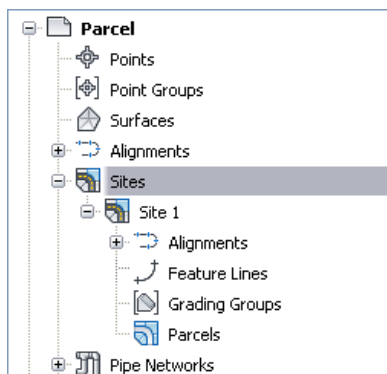 Parcel
Points
Point Groups
Surfaces
Alignments
Sites
Site 1
Alignments
Feature Lines
Grading Groups
Parcels
Pipe Networks